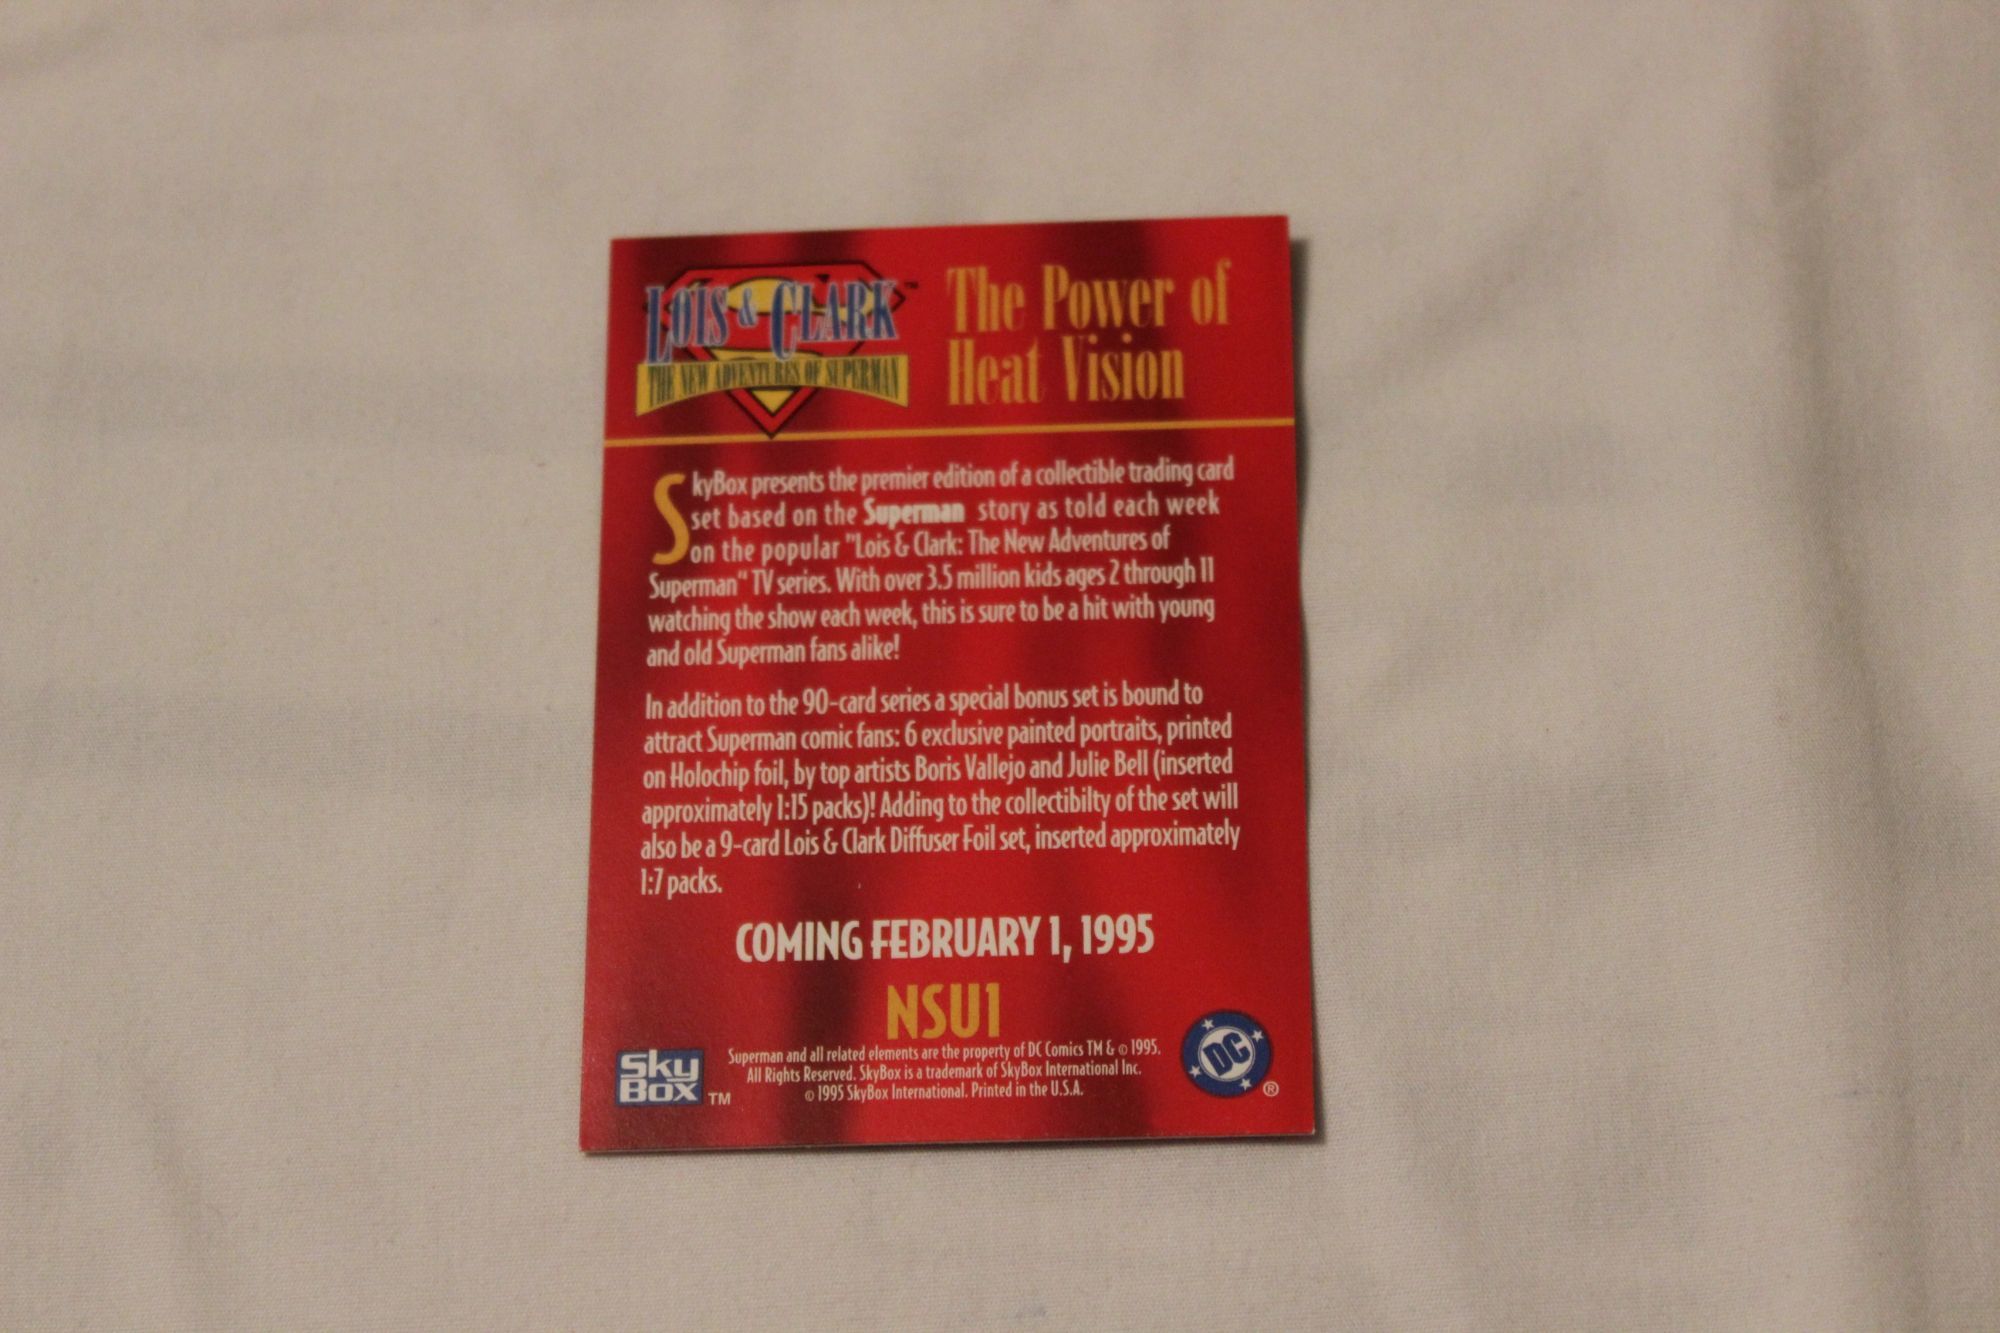 LOIS & CLARK™
THE NEW ADVENTURES OF SUPERMAN
The Power of
Heat Vision
SkyBox presents the premier edition of a collectible trading card
set based on the Superman story as told each week
on the popular "Lois & Clark: The New Adventures of
Superman" TV series. With over 3.5 million kids ages 2 through 11
watching the show each week, this is sure to be a hit with young
and old Superman fans alike!
In addition to the 90-card series a special bonus set is bound to
attract Superman comic fans: 6 exclusive painted portraits, printed
on Holochip foil, by top artists Boris Vallejo and Julie Bell (inserted
approximately 1:15 packs)! Adding to the collectibilty of the set will
also be a 9-card Lois & Clark Diffuser Foil set, inserted approximately
1:7 packs.
COMING FEBRUARY 1, 1995
NSU1
Superman and all related elements are the property of DC Comics TM & © 1995.
All Rights Reserved. SkyBox is a trademark of SkyBox International Inc.
© 1995 SkyBox International. Printed in the U.S.A.
Sky
Box TM
DC ®